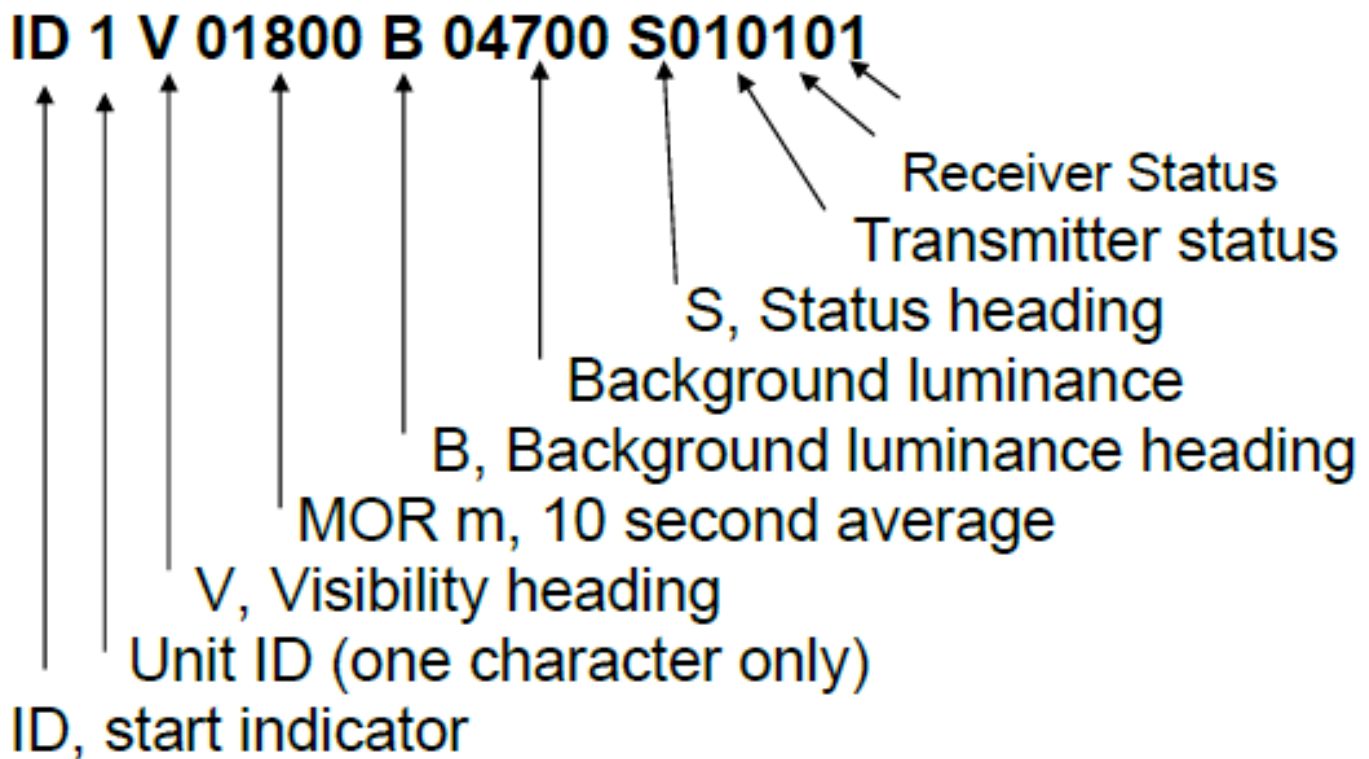 ID 1 V 01800 B 04700 S010101
Receiver Status
Transmitter status
S, Status heading
Background luminance
B, Background luminance heading
MOR m, 10 second average
V, Visibility heading
Unit ID (one character only)
ID, start indicator